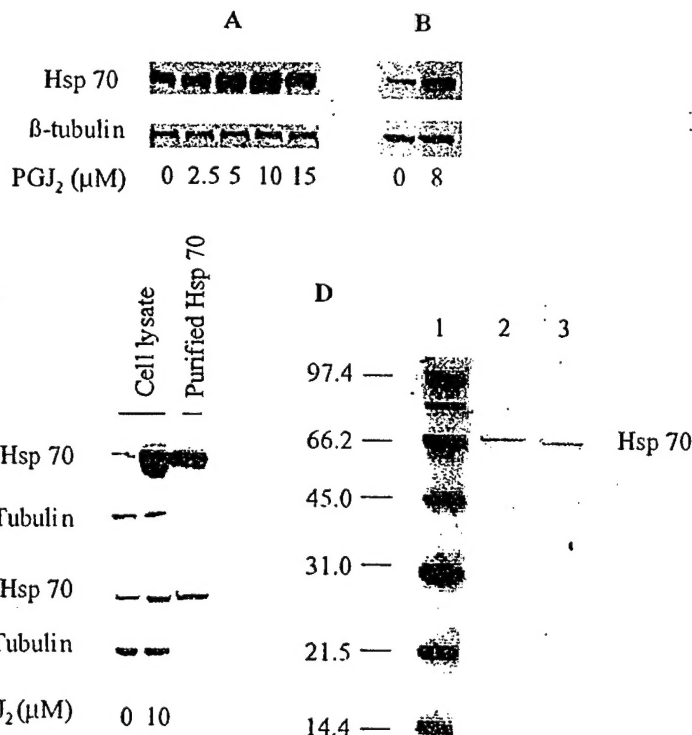 A B
Hsp 70
ß-tubulin
PGJ₂ (µM) 0 2.5 5 10 15 0 8
Cell lysate
Purified Hsp 70
Hsp 70
Tubulin
Hsp 70
Tubulin
J₂(µM) 0 10
D
1 2 3
97.4
66.2 Hsp 70
45.0
31.0
21.5
14.4